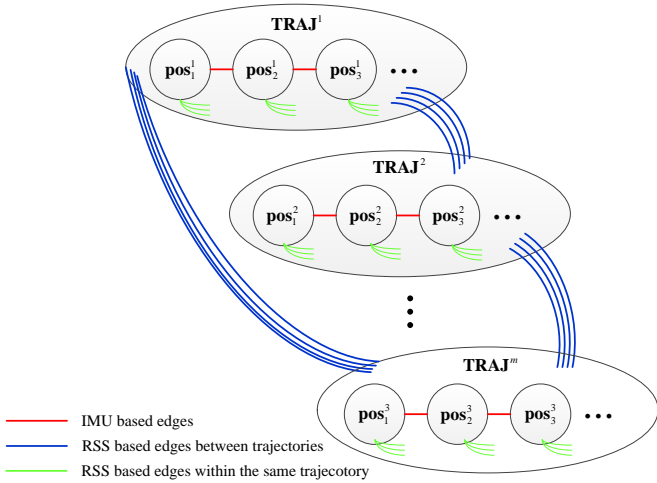 TRAJ¹
pos₁¹ pos₂¹ pos₃¹ •••
TRAJ²
pos₁² pos₂² pos₃² •••
TRAJᵐ
pos₁³ pos₂³ pos₃³ •••
IMU based edges
RSS based edges between trajectories
RSS based edges within the same trajecotory